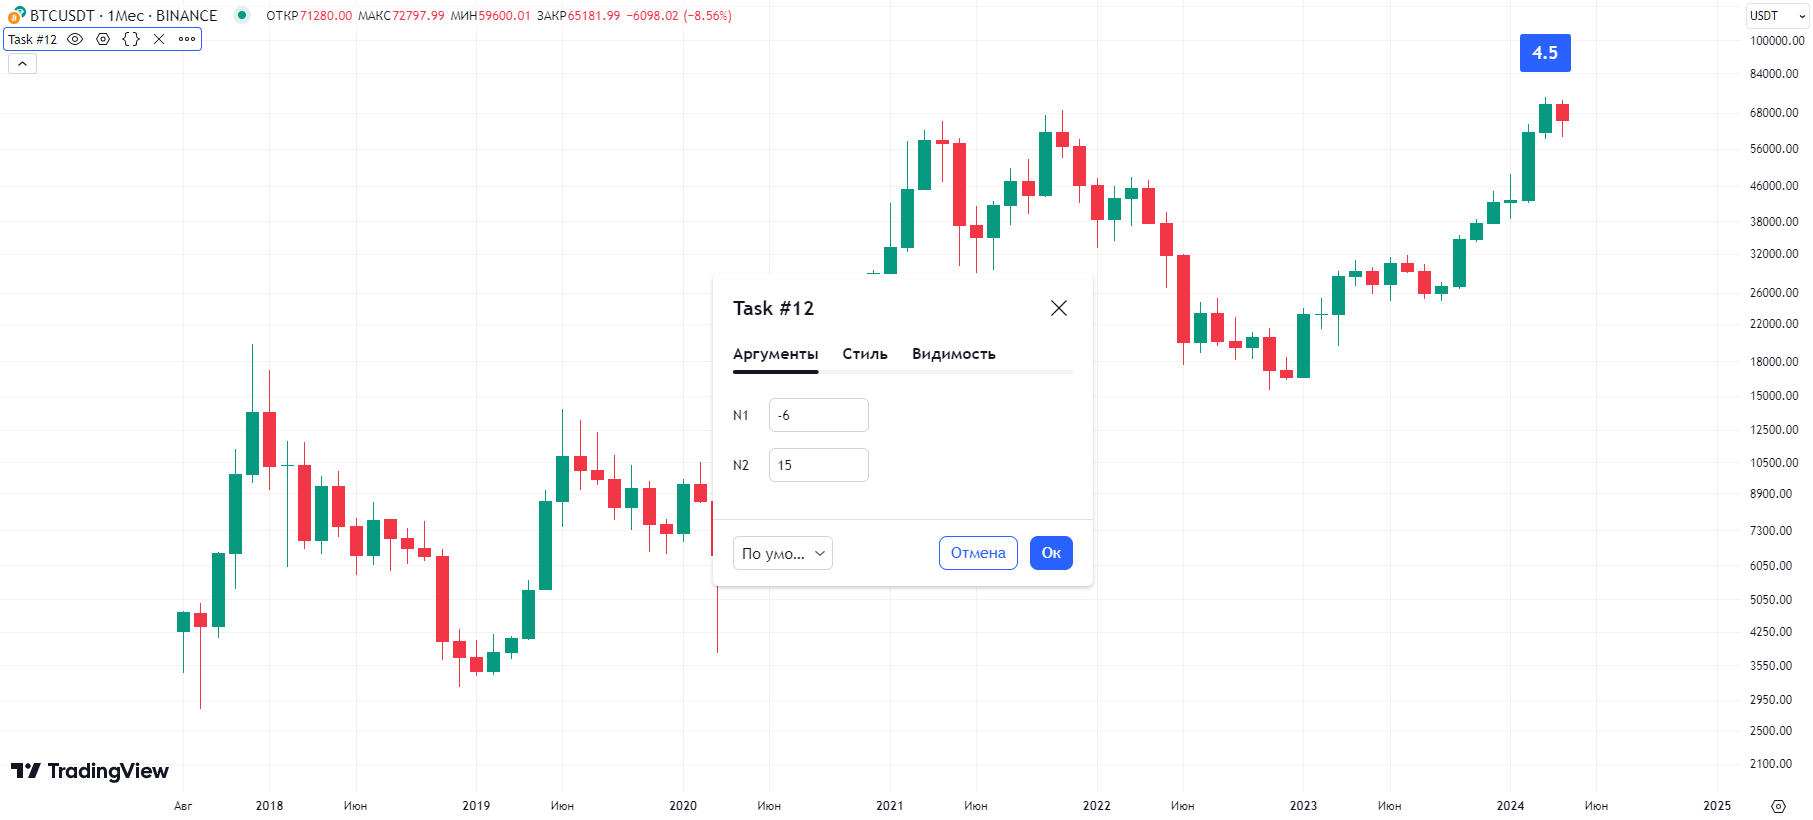 BTCUSDT · 1Мес · BINANCE ОТКР71280.00 МАКС72797.99 МИН59600.01 ЗАКР65181.99 −6098.02 (−8.56%)
USDT
Task #12
4.5
100000.00
84000.00
68000.00
56000.00
46000.00
38000.00
32000.00
26000.00
22000.00
18000.00
15000.00
12500.00
10500.00
8900.00
7300.00
6050.00
5050.00
4250.00
3550.00
2950.00
2500.00
2100.00
Task #12
Аргументы Стиль Видимость
N1 -6
N2 15
По умо... Отмена Ок
TradingView
Авг 2018 Июн 2019 Июн 2020 Июн 2021 Июн 2022 Июн 2023 Июн 2024 Июн 2025